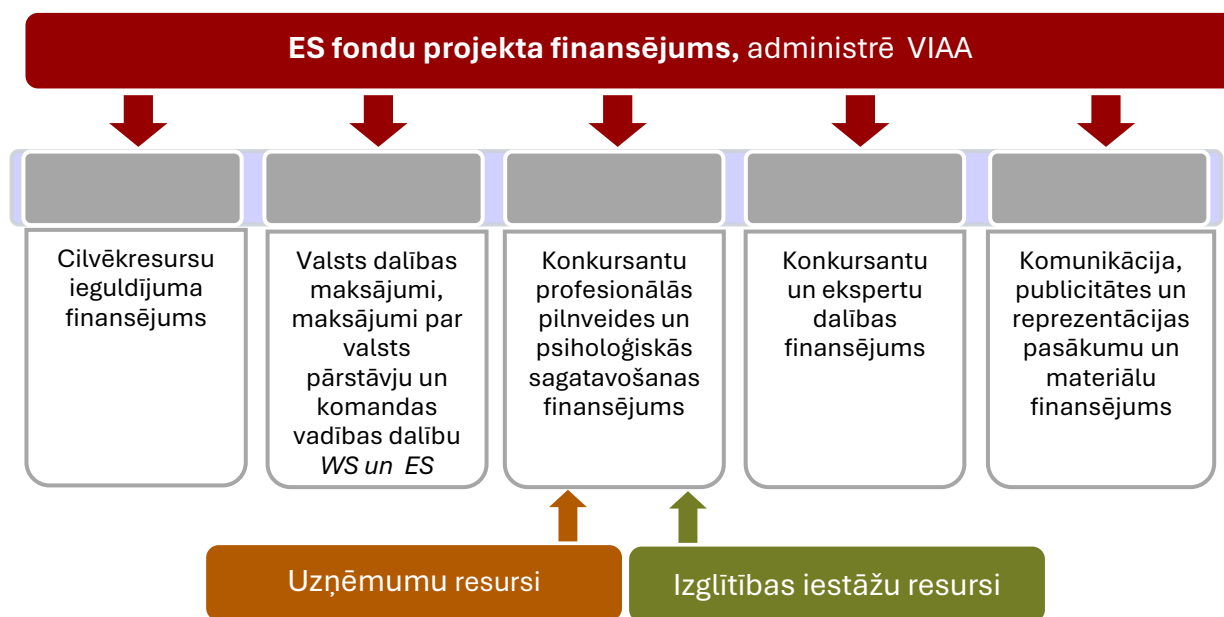 ES fondu projekta finansējums, administrē VIAA
Cilvēkresursu
ieguldījuma
finansējums
Valsts dalības
maksājumi,
maksājumi par
valsts
pārstāvju un
komandas
vadības dalību
WS un ES
Konkursantu
profesionālās
pilnveides un
psiholoģiskās
sagatavošanas
finansējums
Konkursantu
un ekspertu
dalības
finansējums
Komunikācija,
publicitātes un
reprezentācijas
pasākumu un
materiālu
finansējums
Uzņēmumu resursi
Izglītības iestāžu resursi